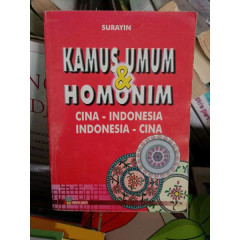 SURAYIN
KAMUS UMUM
&
HOMONIM
CINA - INDONESIA
INDONESIA - CINA